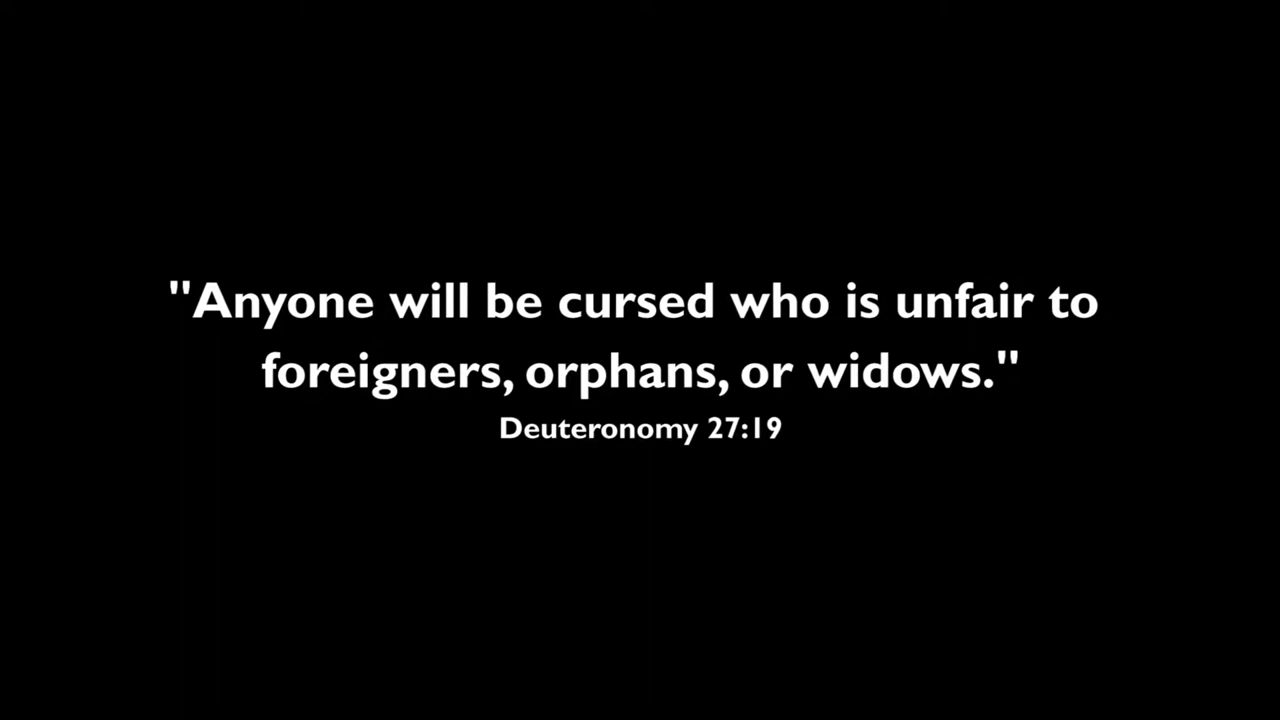 "Anyone will be cursed who is unfair to
foreigners, orphans, or widows."
Deuteronomy 27:19